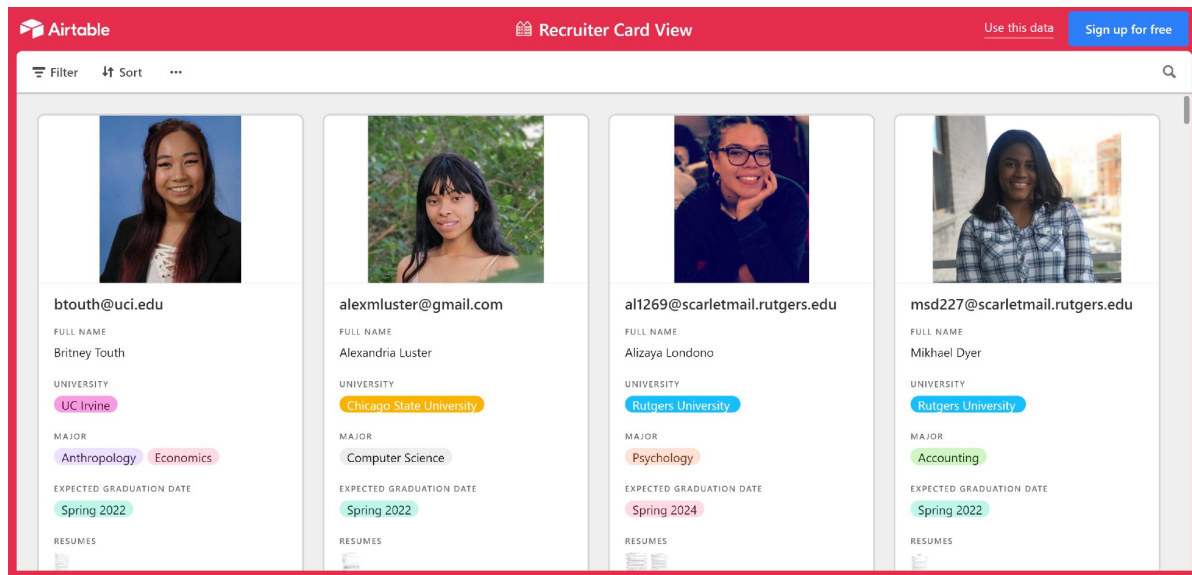 Airtable
Recruiter Card View
Use this data
Sign up for free
Filter
Sort
btouth@uci.edu
FULL NAME
Britney Touth
UNIVERSITY
UC Irvine
MAJOR
Anthropology Economics
EXPECTED GRADUATION DATE
Spring 2022
RESUMES
alexmluster@gmail.com
FULL NAME
Alexandria Luster
UNIVERSITY
Chicago State University
MAJOR
Computer Science
EXPECTED GRADUATION DATE
Spring 2022
RESUMES
al1269@scarletmail.rutgers.edu
FULL NAME
Alizaya Londono
UNIVERSITY
Rutgers University
MAJOR
Psychology
EXPECTED GRADUATION DATE
Spring 2024
RESUMES
msd227@scarletmail.rutgers.edu
FULL NAME
Mikhael Dyer
UNIVERSITY
Rutgers University
MAJOR
Accounting
EXPECTED GRADUATION DATE
Spring 2022
RESUMES